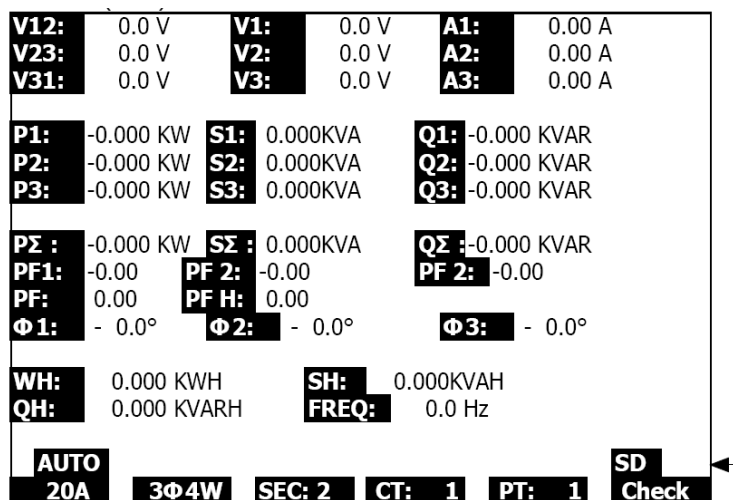 V12: 0.0 V V1: 0.0 V A1: 0.00 A
V23: 0.0 V V2: 0.0 V A2: 0.00 A
V31: 0.0 V V3: 0.0 V A3: 0.00 A
P1: -0.000 KW S1: 0.000KVA Q1: -0.000 KVAR
P2: -0.000 KW S2: 0.000KVA Q2: -0.000 KVAR
P3: -0.000 KW S3: 0.000KVA Q3: -0.000 KVAR
PΣ : -0.000 KW SΣ : 0.000KVA QΣ :-0.000 KVAR
PF1: -0.00 PF 2: -0.00 PF 2: -0.00
PF: 0.00 PF H: 0.00
Φ1: - 0.0° Φ2: - 0.0° Φ3: - 0.0°
WH: 0.000 KWH SH: 0.000KVAH
QH: 0.000 KVARH FREQ: 0.0 Hz
AUTO SD
20A 3Φ4W SEC: 2 CT: 1 PT: 1 Check